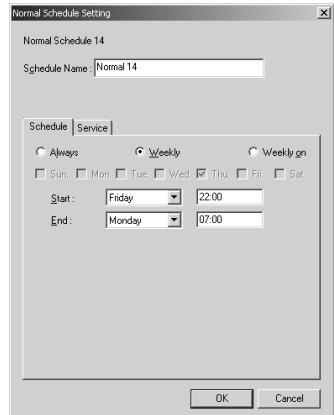 Normal Schedule Setting
Normal Schedule 14
Schedule Name : Normal 14
Schedule Service
Always Weekly Weekly on
Sun. Mon. Tue. Wed. Thu. Fri. Sat.
Start : Friday 22:00
End : Monday 07:00
OK Cancel